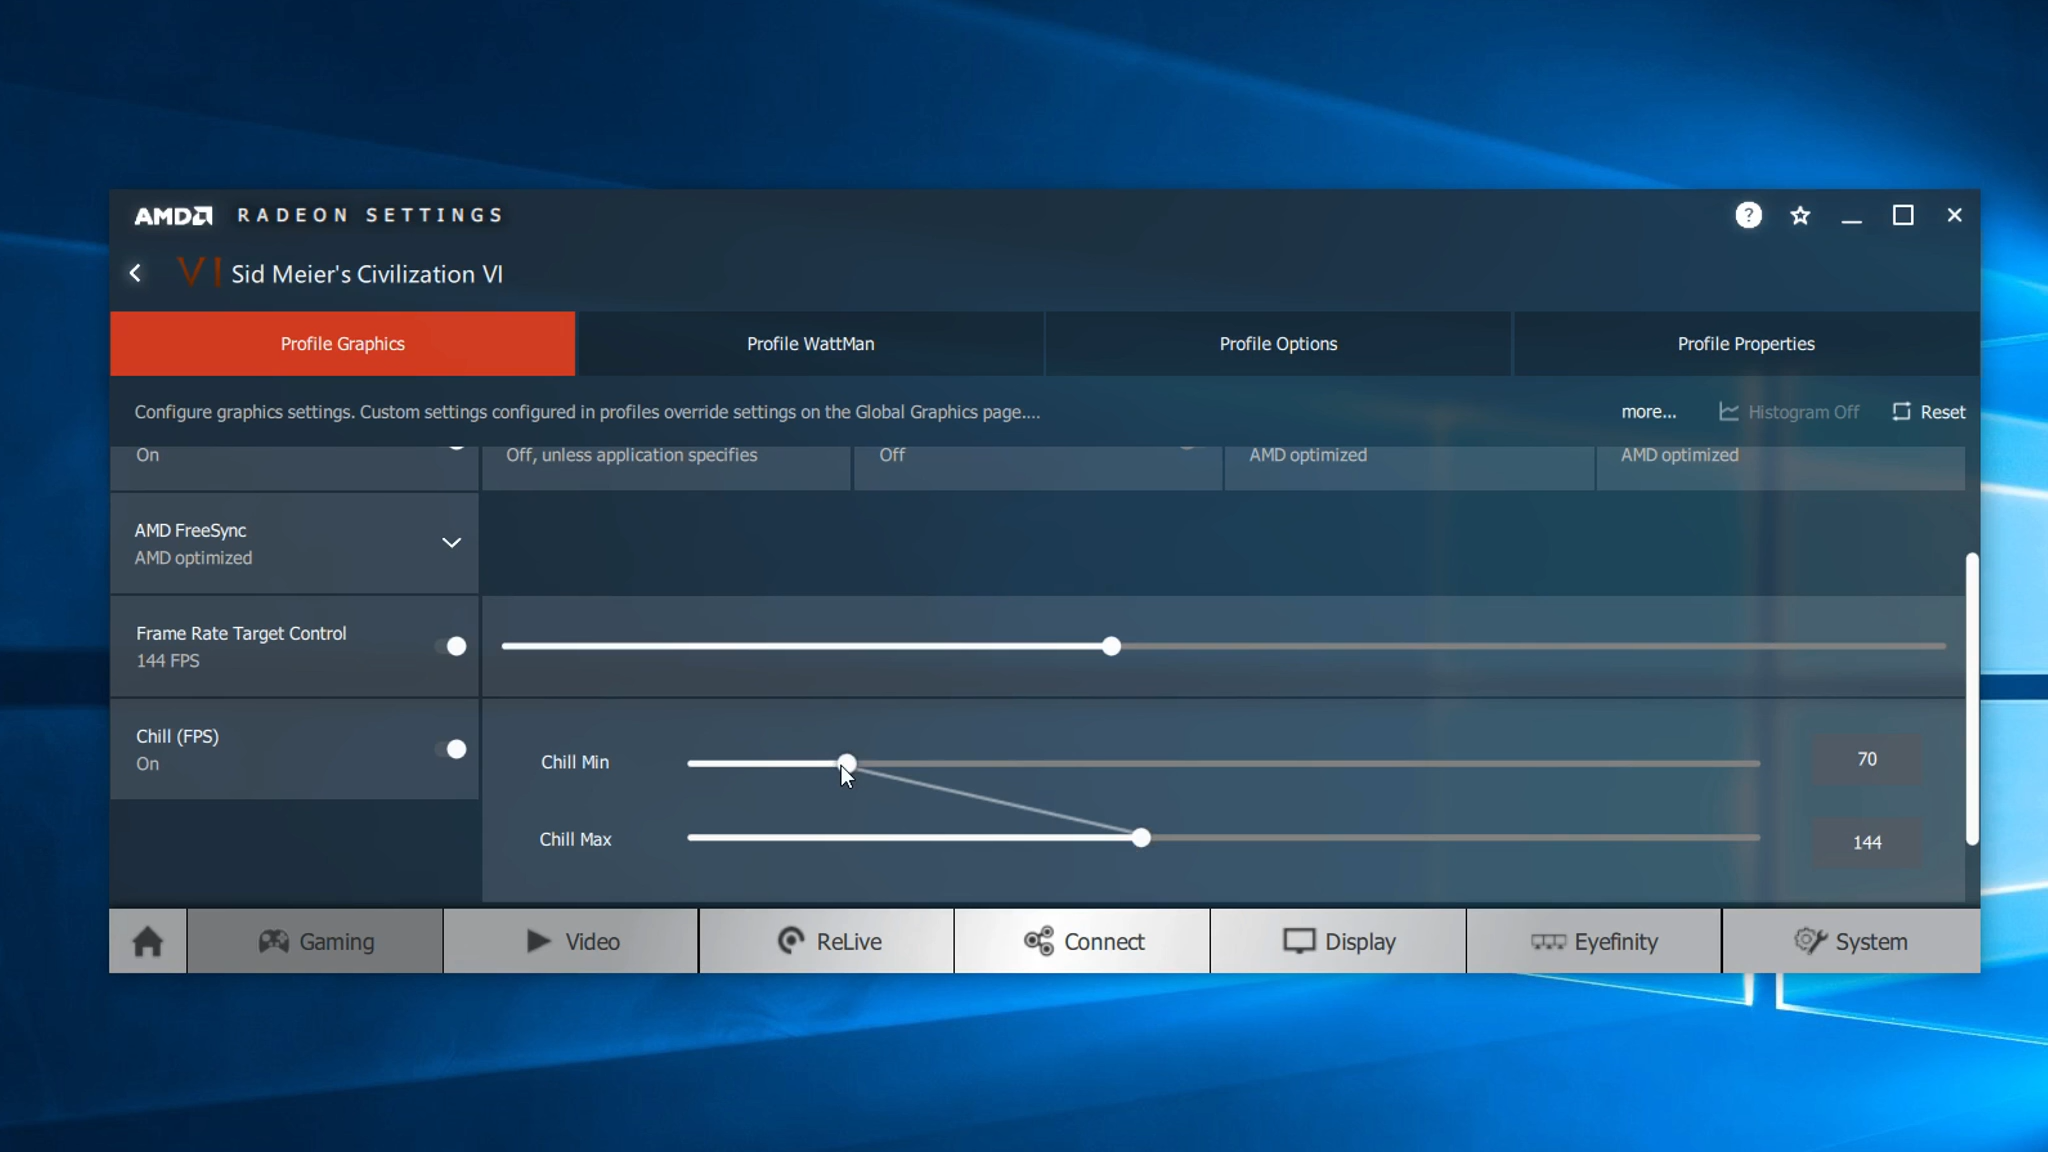 AMD RADEON SETTINGS
VI Sid Meier's Civilization VI
Profile Graphics
Profile WattMan
Profile Options
Profile Properties
Configure graphics settings. Custom settings configured in profiles override settings on the Global Graphics page....
more...
Histogram Off
Reset
On
Off, unless application specifies
Off
AMD optimized
AMD optimized
AMD FreeSync
AMD optimized
Frame Rate Target Control
144 FPS
Chill (FPS)
On
Chill Min
70
Chill Max
144
Gaming
Video
ReLive
Connect
Display
Eyefinity
System